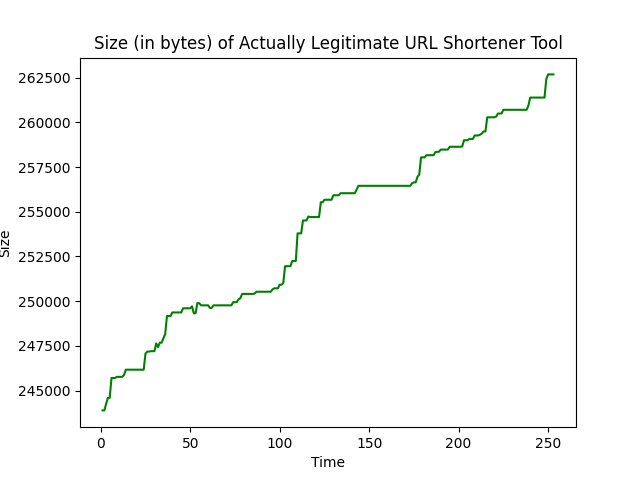 Size (in bytes) of Actually Legitimate URL Shortener Tool
262500
260000
257500
255000
252500
250000
247500
245000
Size
0 50 100 150 200 250
Time